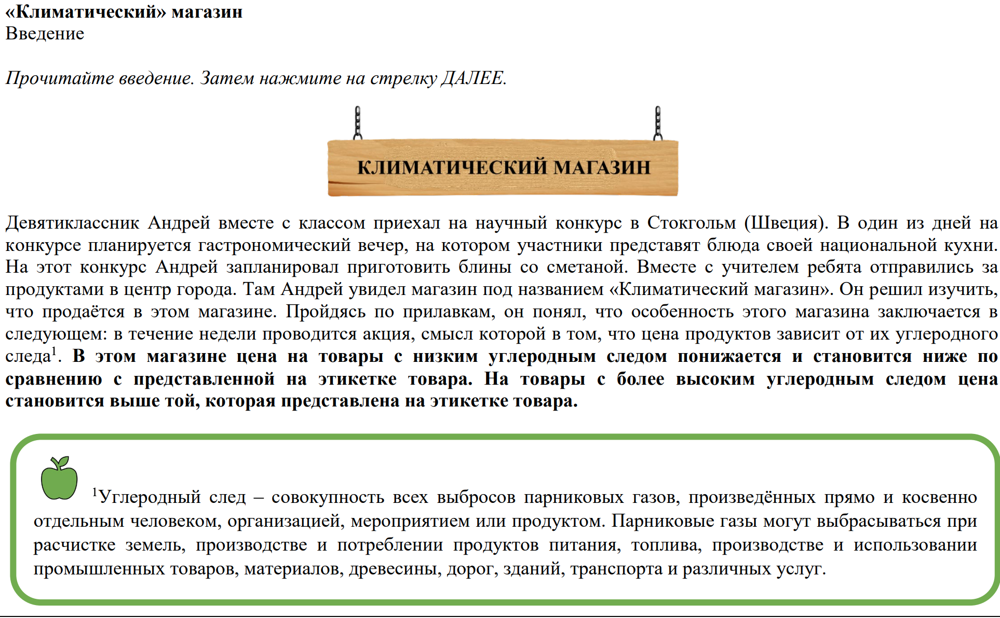 «Климатический» магазин
Введение
Прочитайте введение. Затем нажмите на стрелку ДАЛЕЕ.
КЛИМАТИЧЕСКИЙ МАГАЗИН
Девятиклассник Андрей вместе с классом приехал на научный конкурс в Стокгольм (Швеция). В один из дней на
конкурсе планируется гастрономический вечер, на котором участники представят блюда своей национальной кухни.
На этот конкурс Андрей запланировал приготовить блины со сметаной. Вместе с учителем ребята отправились за
продуктами в центр города. Там Андрей увидел магазин под названием «Климатический магазин». Он решил изучить,
что продаётся в этом магазине. Пройдясь по прилавкам, он понял, что особенность этого магазина заключается в
следующем: в течение недели проводится акция, смысл которой в том, что цена продуктов зависит от их углеродного
следа¹. В этом магазине цена на товары с низким углеродным следом понижается и становится ниже по
сравнению с представленной на этикетке товара. На товары с более высоким углеродным следом цена
становится выше той, которая представлена на этикетке товара.
¹Углеродный след – совокупность всех выбросов парниковых газов, произведённых прямо и косвенно
отдельным человеком, организацией, мероприятием или продуктом. Парниковые газы могут выбрасываться при
расчистке земель, производстве и потреблении продуктов питания, топлива, производстве и использовании
промышленных товаров, материалов, древесины, дорог, зданий, транспорта и различных услуг.